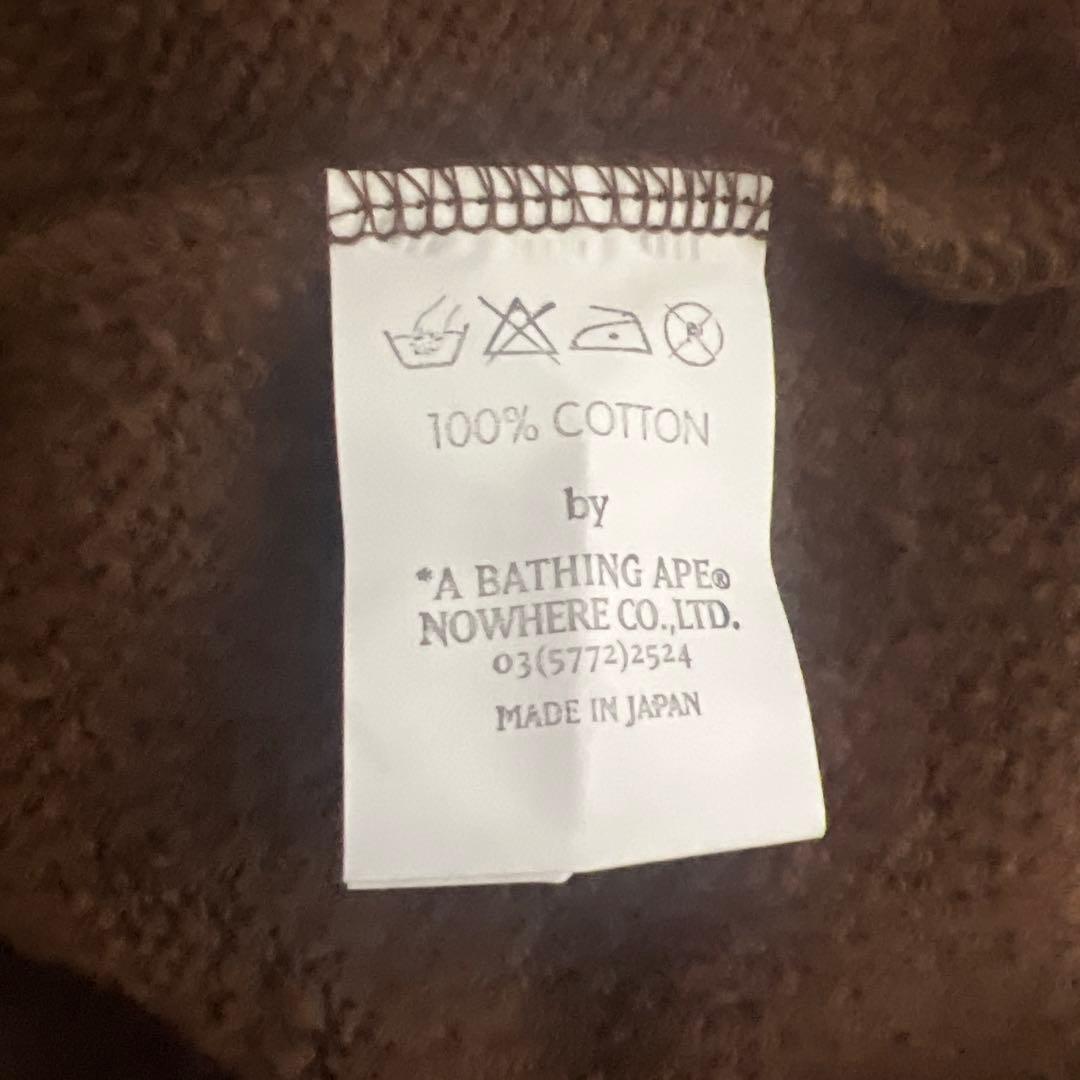 100% COTTON
by
*A BATHING APE®
NOWHERE CO.,LTD.
03(5772)2524
MADE IN JAPAN